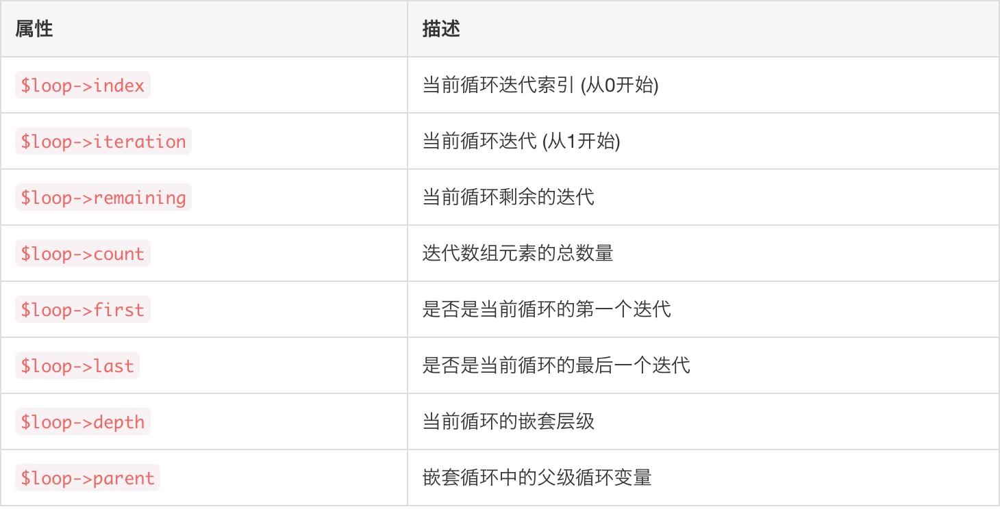 属性 描述
$loop->index 当前循环迭代索引 (从0开始)
$loop->iteration 当前循环迭代 (从1开始)
$loop->remaining 当前循环剩余的迭代
$loop->count 迭代数组元素的总数量
$loop->first 是否是当前循环的第一个迭代
$loop->last 是否是当前循环的最后一个迭代
$loop->depth 当前循环的嵌套层级
$loop->parent 嵌套循环中的父级循环变量